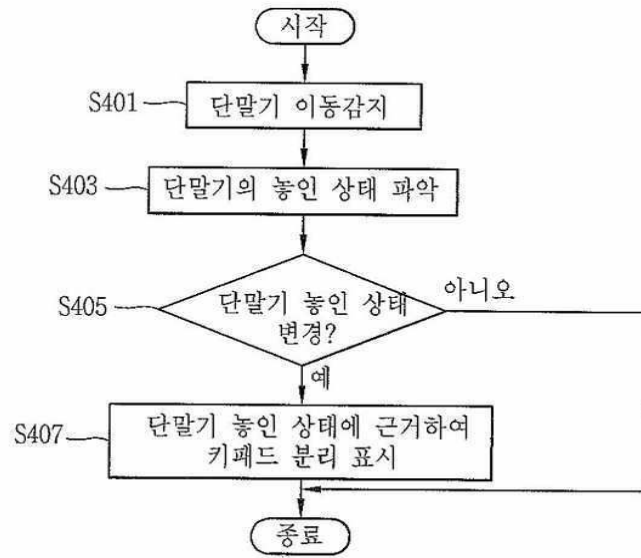 시작
S401
단말기 이동감지
S403
단말기의 놓인 상태 파악
S405
단말기 놓인 상태
변경?
아니오
예
S407
단말기 놓인 상태에 근거하여
키패드 분리 표시
종료